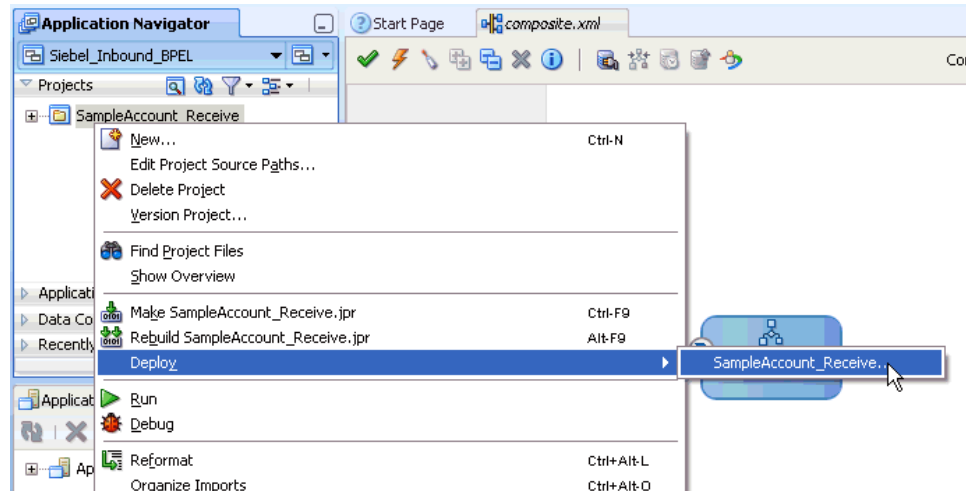 Application Navigator
Start Page
composite.xml
Siebel_Inbound_BPEL
Projects
SampleAccount_Receive
New... Ctrl-N
Edit Project Source Paths...
Delete Project
Version Project...
Find Project Files
Show Overview
Make SampleAccount_Receive.jpr Ctrl-F9
Rebuild SampleAccount_Receive.jpr Alt-F9
Deploy
SampleAccount_Receive...
Run
Debug
Reformat Ctrl+Alt-L
Organize Imports Ctrl+Alt-O
Applicati
Data Co
Recently
Applicat
Ap
Co